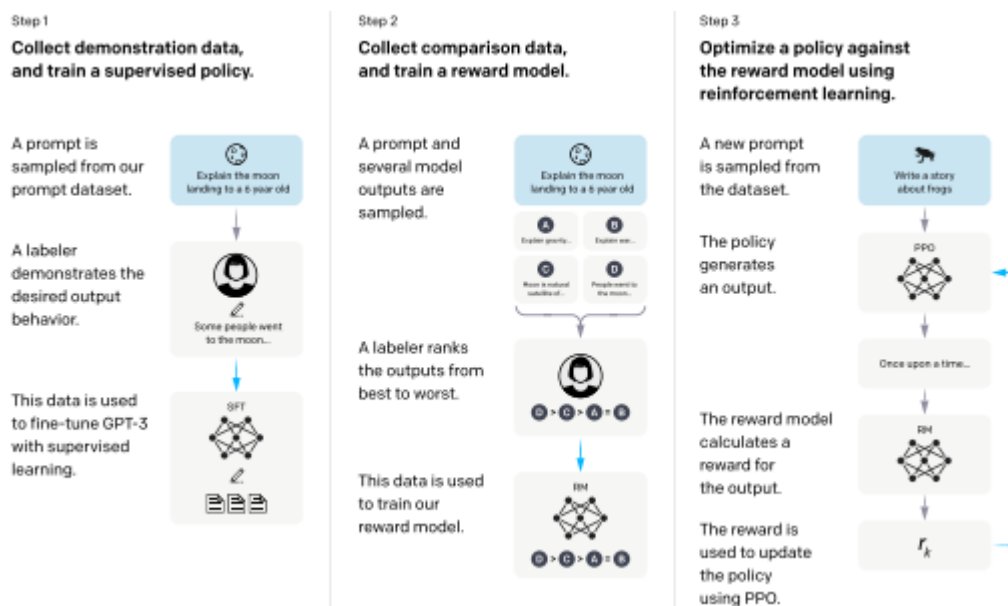 Step 1
Collect demonstration data,
and train a supervised policy.
A prompt is
sampled from our
prompt dataset.
Explain the moon
landing to a 6 year old
A labeler
demonstrates the
desired output
behavior.
Some people went
to the moon...
This data is used
to fine-tune GPT-3
with supervised
learning.
SFT
Step 2
Collect comparison data,
and train a reward model.
A prompt and
several model
outputs are
sampled.
Explain the moon
landing to a 6 year old
A
Explain gravity...
B
Explain war...
C
Moon is natural
satellite of...
D
People went to
the moon...
A labeler ranks
the outputs from
best to worst.
D > C > A = B
This data is used
to train our
reward model.
RM
D > C > A = B
Step 3
Optimize a policy against
the reward model using
reinforcement learning.
A new prompt
is sampled from
the dataset.
Write a story
about frogs
The policy
generates
an output.
PPO
Once upon a time...
The reward model
calculates a
reward for
the output.
RM
The reward is
used to update
the policy
using PPO.
r_k